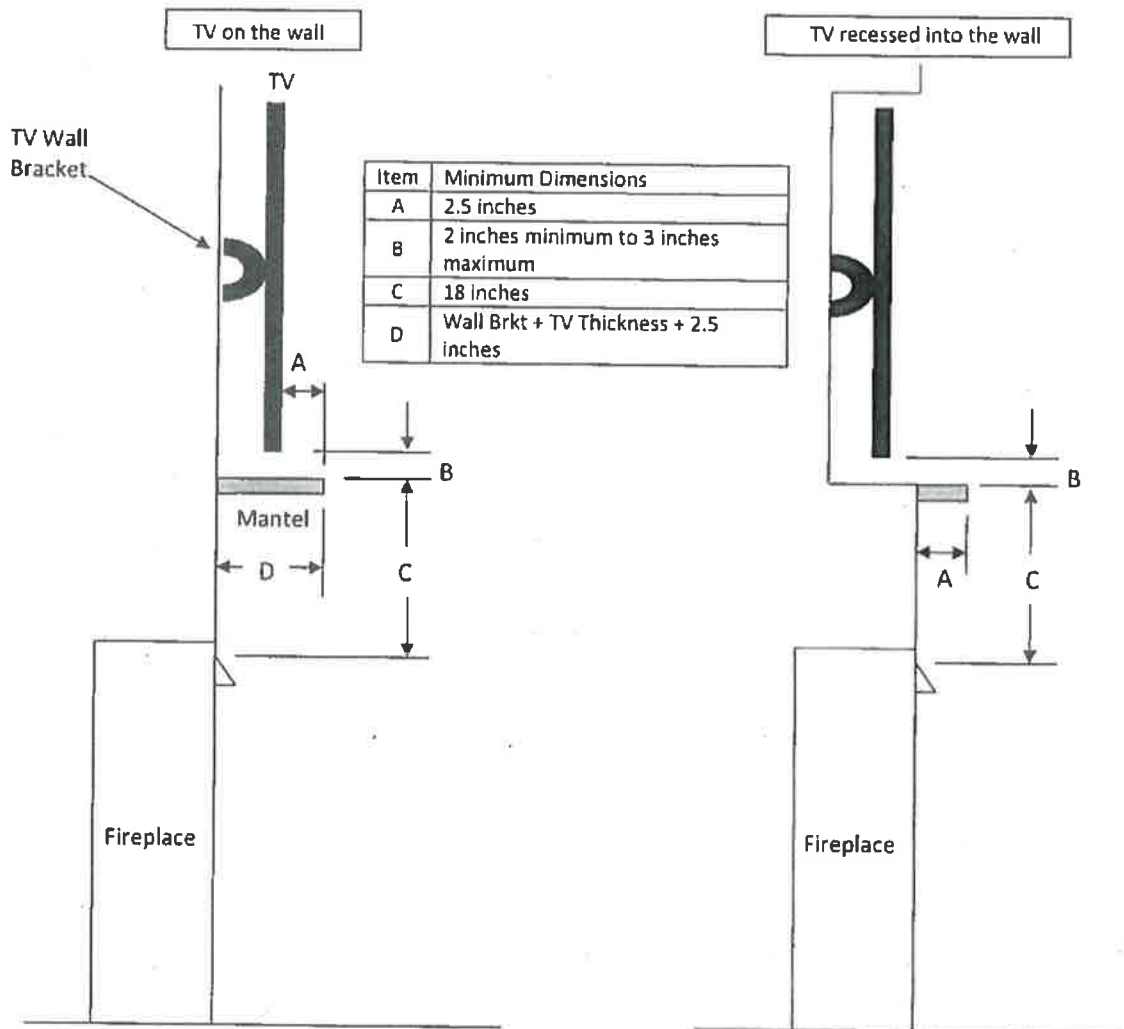 TV on the wall
TV recessed into the wall
TV
TV Wall
Bracket
Item Minimum Dimensions
A 2.5 inches
B 2 inches minimum to 3 inches
maximum
C 18 inches
D Wall Brkt + TV Thickness + 2.5
inches
A
B
Mantel
D
C
Fireplace
B
A
C
Fireplace